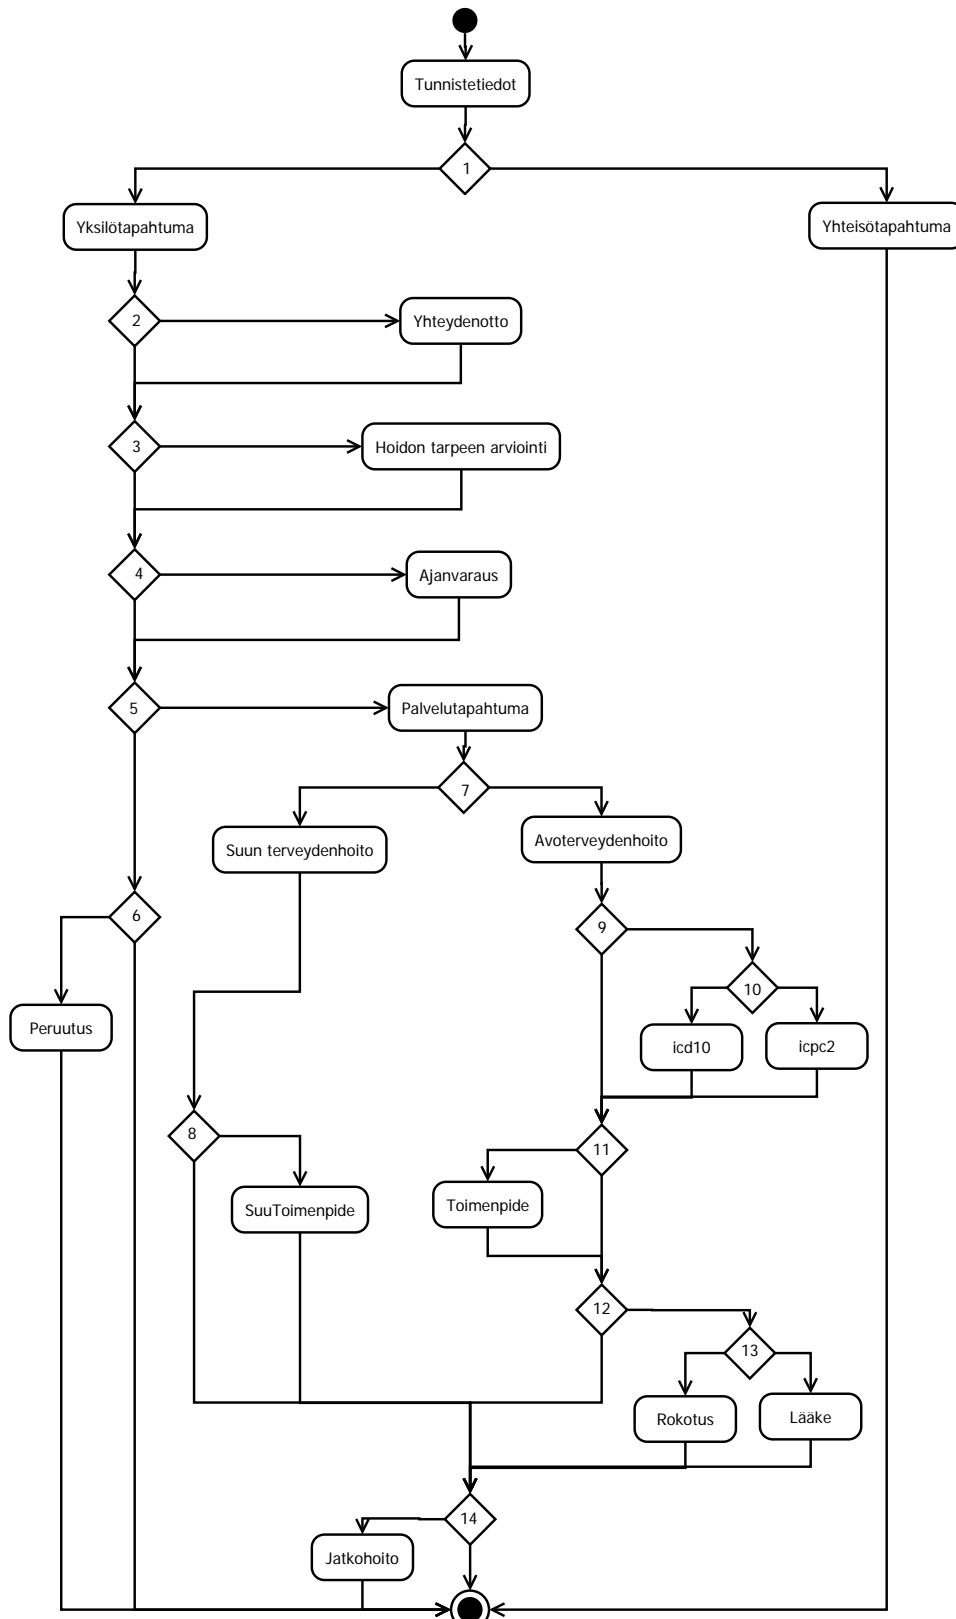 Tunnistetiedot
1
Yksilötapahtuma
Yhteisötapahtuma
2
Yhteydenotto
3
Hoidon tarpeen arviointi
4
Ajanvaraus
5
Palvelutapahtuma
7
Suun terveydenhoito
Avoterveydenhoito
6
9
10
Peruutus
icd10
icpc2
8
11
SuuToimenpide
Toimenpide
12
13
Rokotus
Lääke
14
Jatkohoito